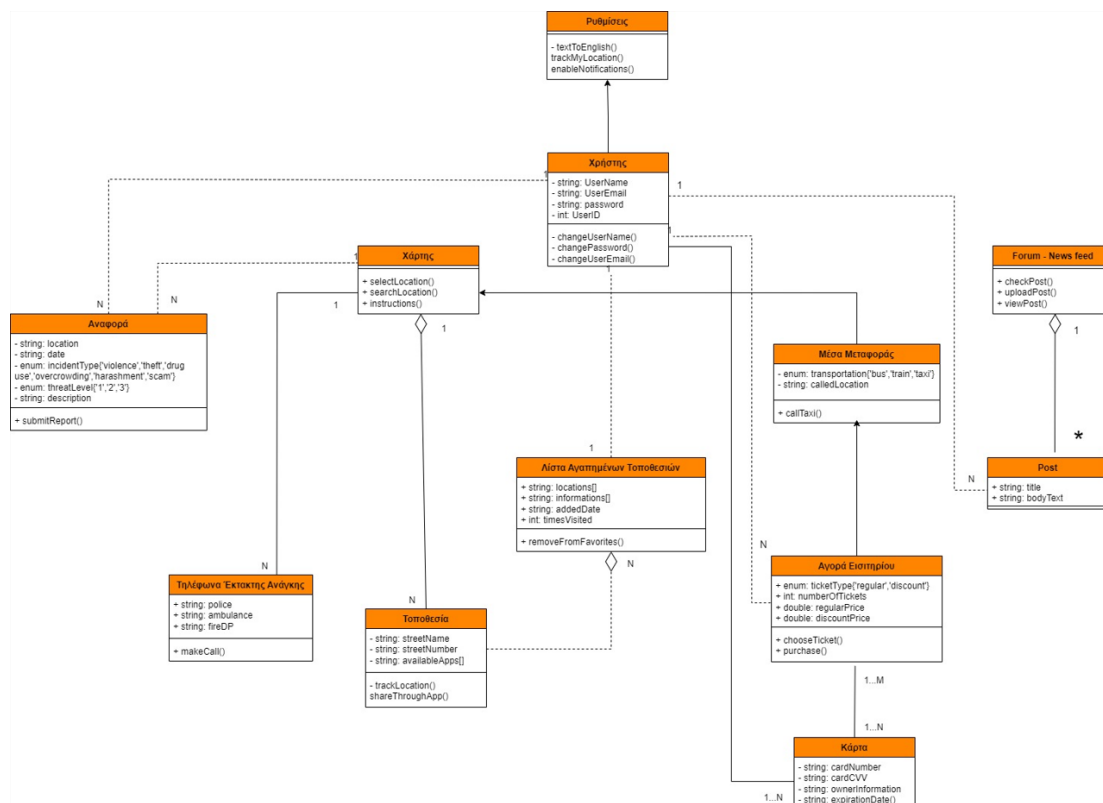 Ρυθμίσεις
- textToEnglish()
trackMyLocation()
enableNotifications()
Χρήστης
- string: UserName
- string: UserEmail
- string: password
- int: UserID
- changeUserName()
- changePassword()
- changeUserEmail()
1
1
1
1
Χάρτης
+ selectLocation()
+ searchLocation()
+ instructions()
1
1
1
Forum - News feed
+ checkPost()
+ uploadPost()
+ viewPost()
1
N
N
Αναφορά
- string: location
- string: date
- enum: incidentType{'violence','theft','drug
use','overcrowding','harashment','scam'}
- enum: threatLevel{'1','2','3'}
- string: description
+ submitReport()
Μέσα Μεταφοράς
- enum: transportation{'bus','train','taxi'}
- string: calledLocation
+ callTaxi()
*
1
Λίστα Αγαπημένων Τοποθεσιών
+ string: locations[]
+ string: informations[]
+ string: addedDate
+ int: timesVisited
+ removeFromFavorites()
N
Post
+ string: title
+ string: bodyText
N
N
Αγορά Εισιτηρίου
+ enum: ticketType{'regular','discount'}
+ int: numberOfTickets
+ double: regularPrice
+ double: discountPrice
+ chooseTicket()
+ purchase()
N
Τηλέφωνα Έκτακτης Ανάγκης
+ string: police
+ string: ambulance
+ string: fireDP
+ makeCall()
N
Τοποθεσία
- string: streetName
- string: streetNumber
- string: availableApps[]
- trackLocation()
shareThroughApp()
1...M
1...N
Κάρτα
- string: cardNumber
- string: cardCVV
- string: ownerInformation
- string: expirationDate()
1...N